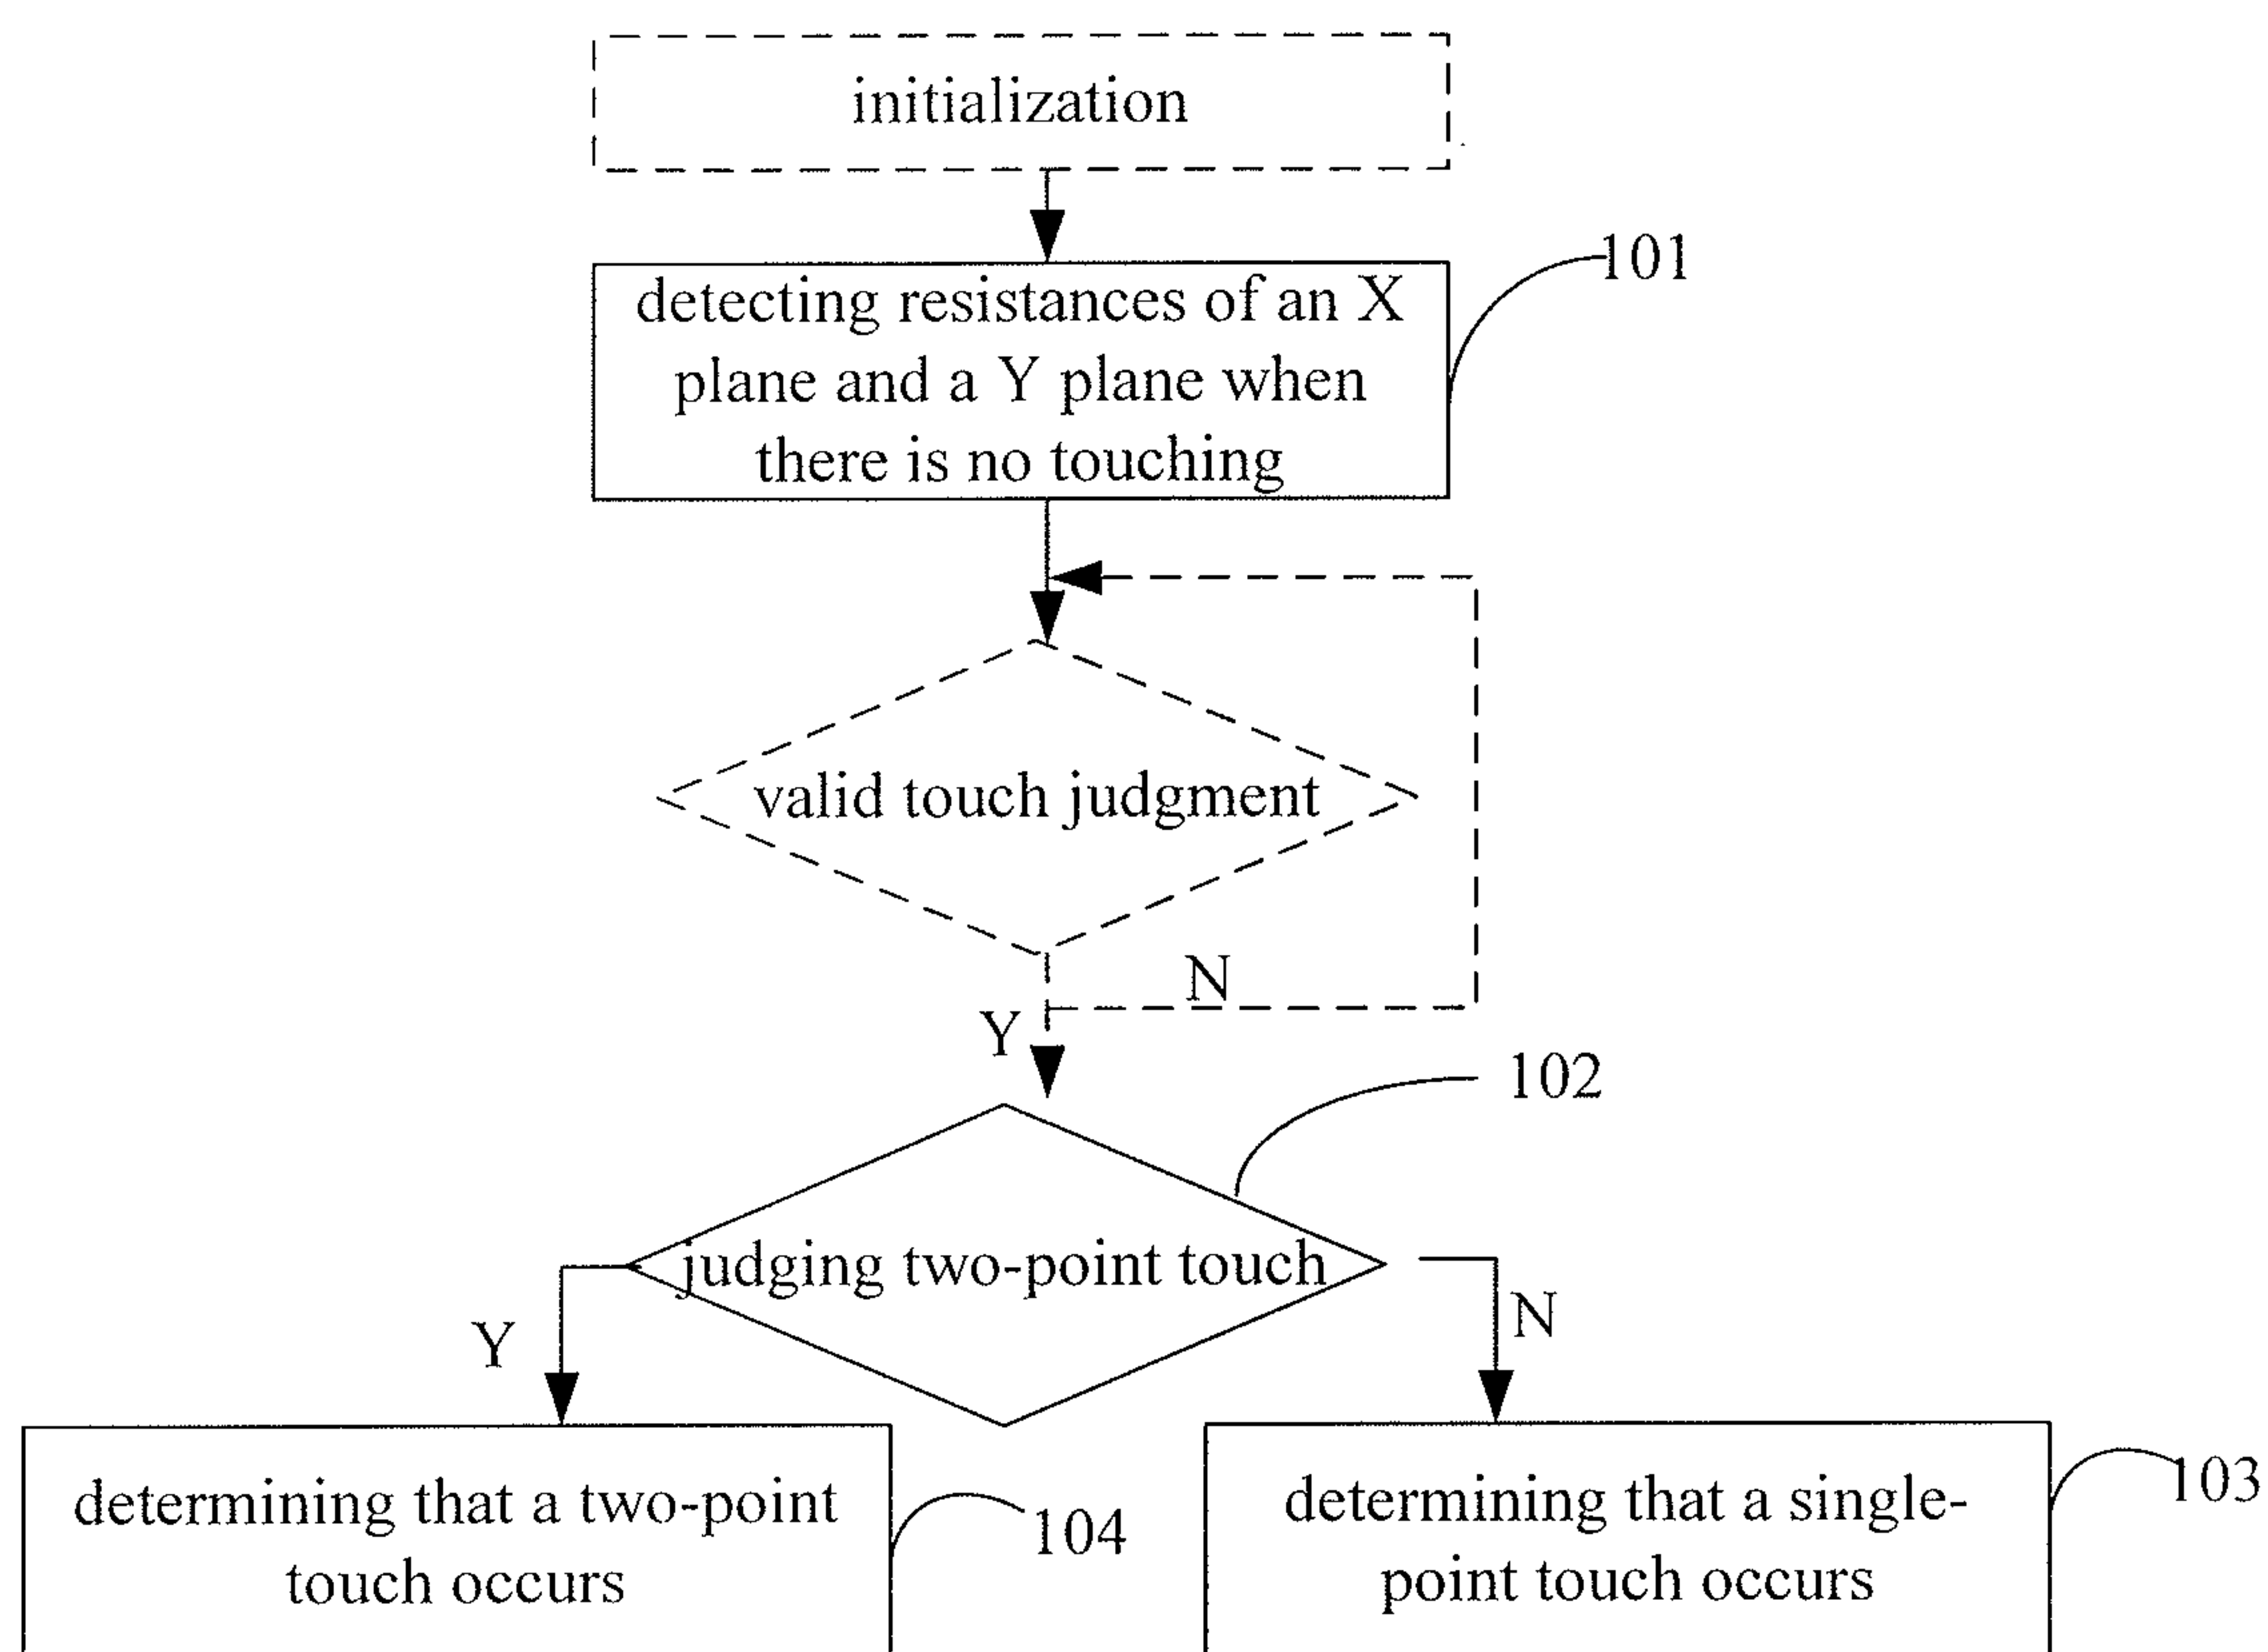 initialization
101
detecting resistances of an X
plane and a Y plane when
there is no touching
valid touch judgment
N
Y
102
judging two-point touch
Y
N
determining that a two-point
touch occurs
104
determining that a single-
point touch occurs
103